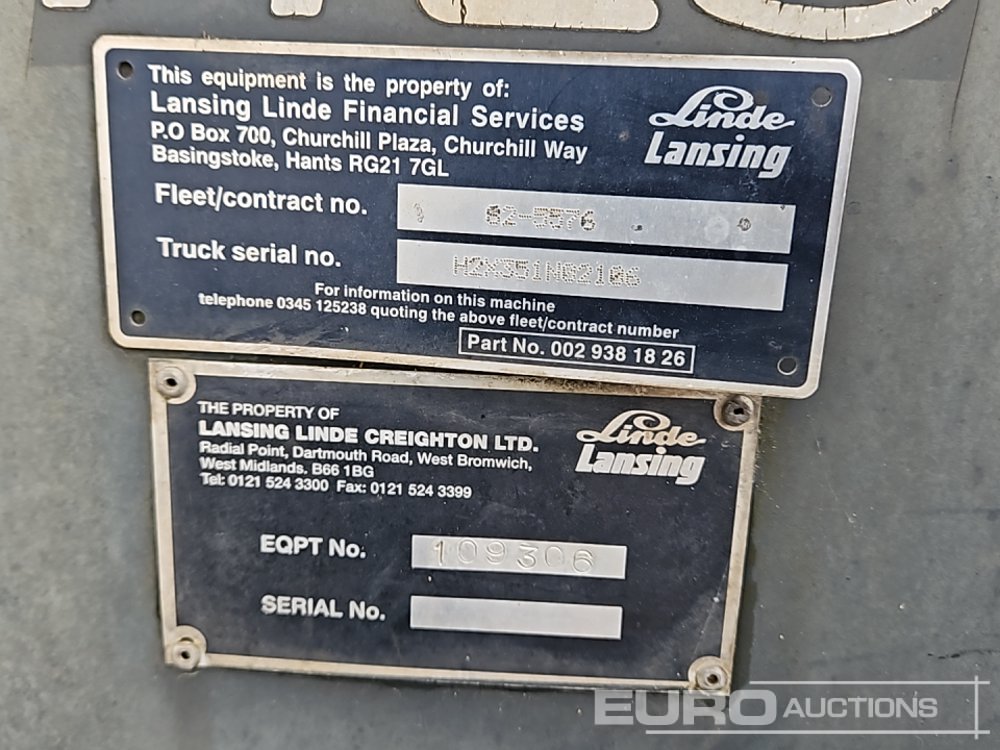 This equipment is the property of:
Lansing Linde Financial Services
P.O Box 700, Churchill Plaza, Churchill Way
Basingstoke, Hants RG21 7GL
Linde
Lansing
Fleet/contract no.
Truck serial no. H2X351N02106
For information on this machine
telephone 0345 125238 quoting the above fleet/contract number
Part No. 002 938 18 26
THE PROPERTY OF
LANSING LINDE CREIGHTON LTD.
Radial Point, Dartmouth Road, West Bromwich,
West Midlands. B66 1BG
Tel: 0121 524 3300 Fax: 0121 524 3399
Linde
Lansing
EQPT No. 109306
SERIAL No.
EURO AUCTIONS